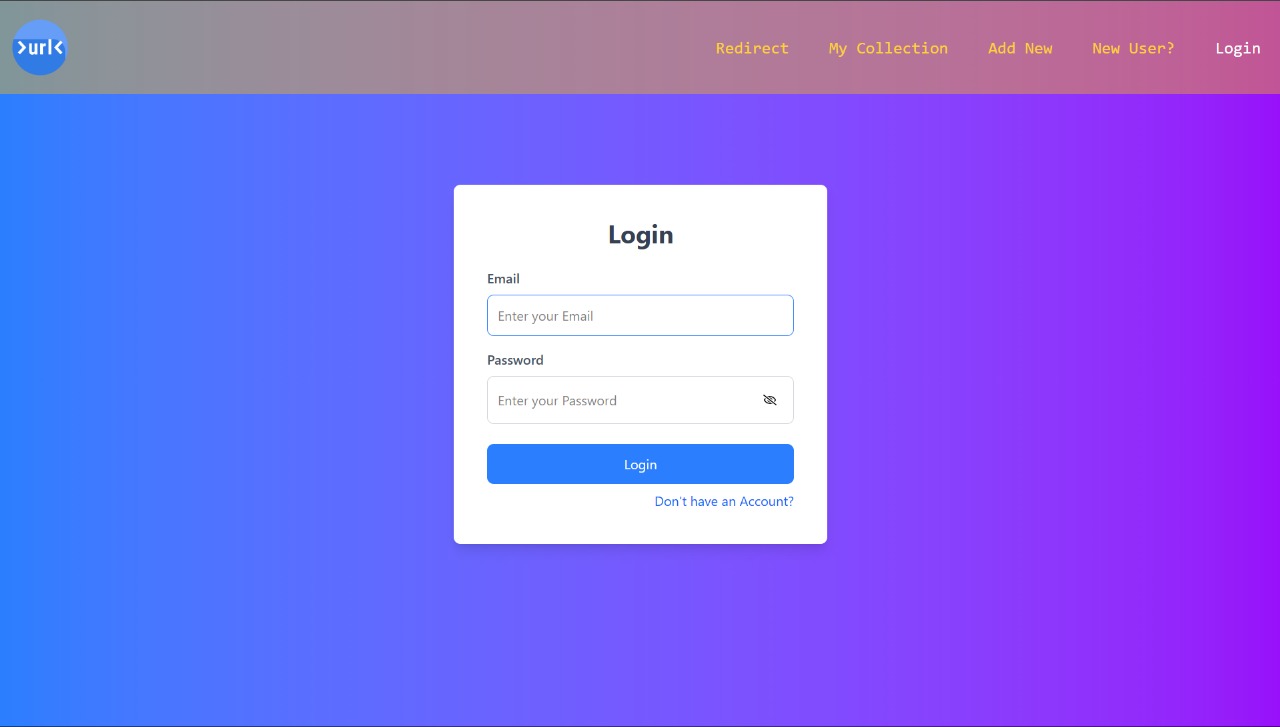 >url<
Redirect My Collection Add New New User? Login
Login
Email
Enter your Email
Password
Enter your Password
Login
Don't have an Account?